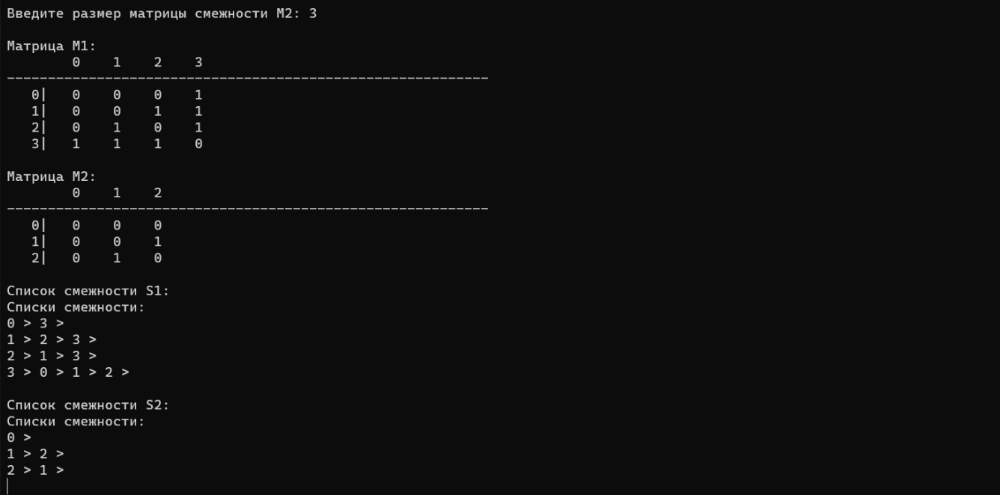 Введите размер матрицы смежности M2: 3
Матрица M1:
0 1 2 3
-----------------------------------------------------------
0| 0 0 0 1
1| 0 0 1 1
2| 0 1 0 1
3| 1 1 1 0
Матрица M2:
0 1 2
-----------------------------------------------------------
0| 0 0 0
1| 0 0 1
2| 0 1 0
Список смежности S1:
Списки смежности:
0 > 3 >
1 > 2 > 3 >
2 > 1 > 3 >
3 > 0 > 1 > 2 >
Список смежности S2:
Списки смежности:
0 >
1 > 2 >
2 > 1 >